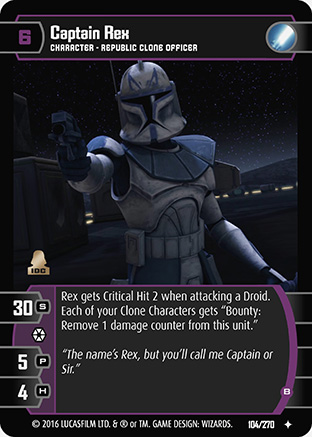 6
Captain Rex
CHARACTER - REPUBLIC CLONE OFFICER
IDC
30 S
Rex gets Critical Hit 2 when attacking a Droid.
Each of your Clone Characters gets “Bounty:
Remove 1 damage counter from this unit.”
5 P
“The name's Rex, but you'll call me Captain or
Sir.”
4 H
B
© 2016 LUCASFILM LTD. & ® or TM. GAME DESIGN: WIZARDS.
104/270